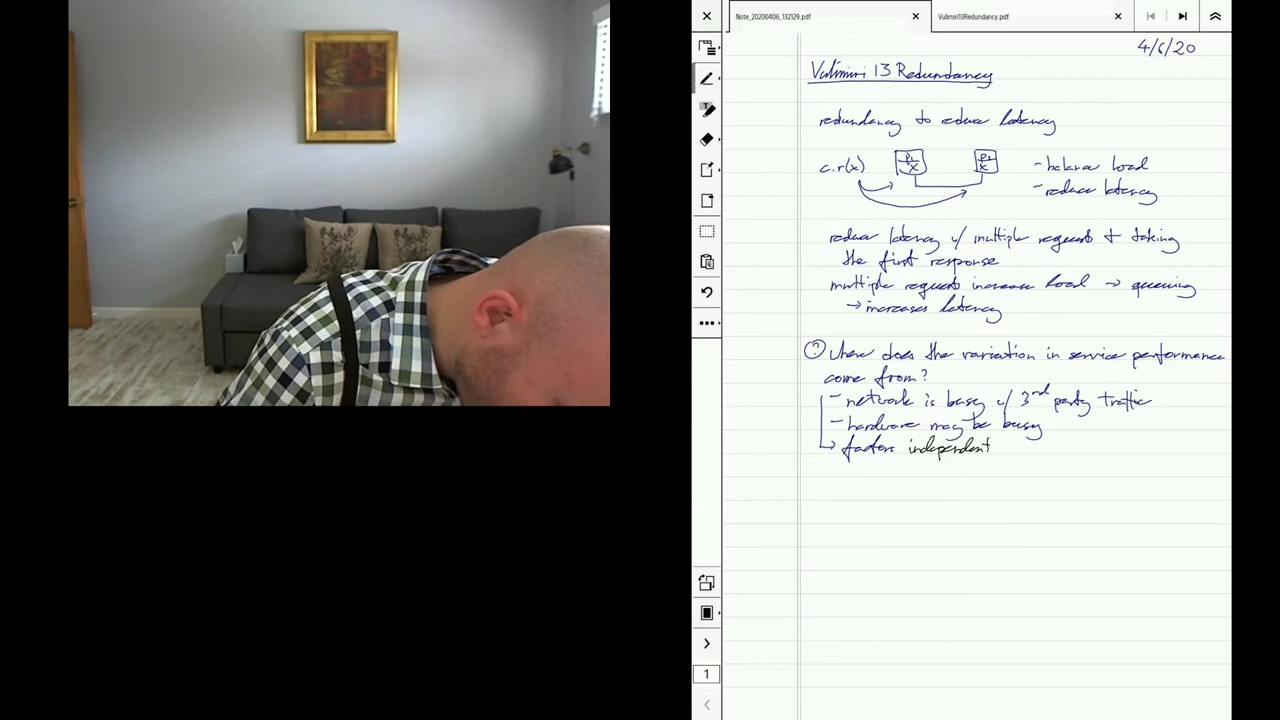 Note_20200406_132129.pdf
Vulimiri13Redundancy.pdf
4/6/20
Vulimiri 13 Redundancy
redundancy to reduce latency
c.r(x) P1 X P1 X - balance load
- reduce latency
reduce latency w/ multiple requests + taking
the first response
multiple requests increase load → queuing
→ increases latency
? where does the variation in service performance
come from?
- network is busy w/ 3rd party traffic
- hardware may be busy
→ factors independent
1